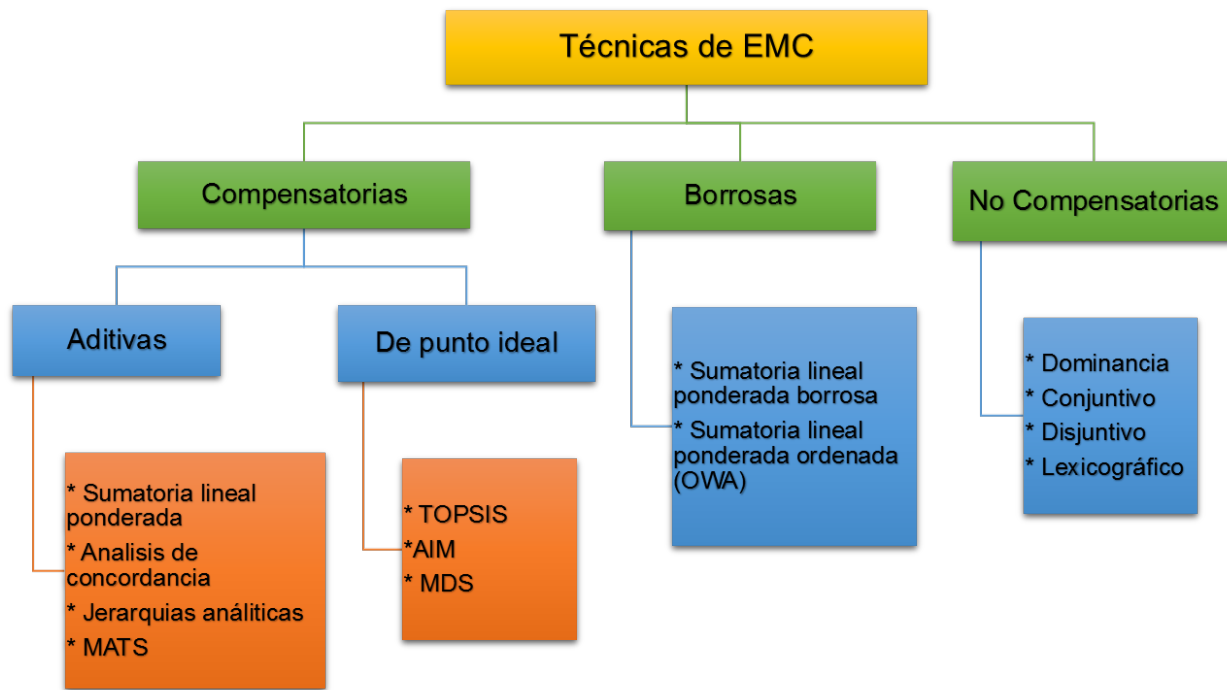 Técnicas de EMC
Compensatorias
Borrosas
No Compensatorias
Aditivas
De punto ideal
* Sumatoria lineal
ponderada borrosa
* Sumatoria lineal
ponderada ordenada
(OWA)
* Dominancia
* Conjuntivo
* Disjuntivo
* Lexicográfico
* Sumatoria lineal
ponderada
* Analisis de
concordancia
* Jerarquias análiticas
* MATS
* TOPSIS
*AIM
* MDS